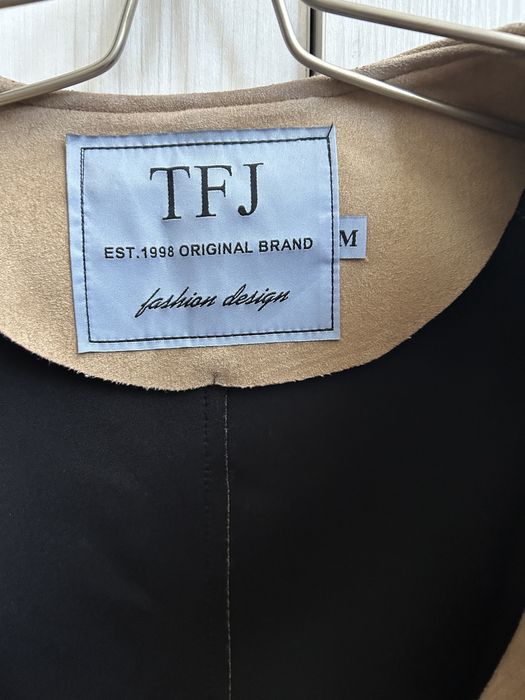 TFJ
EST.1998 ORIGINAL BRAND
M
fashion design